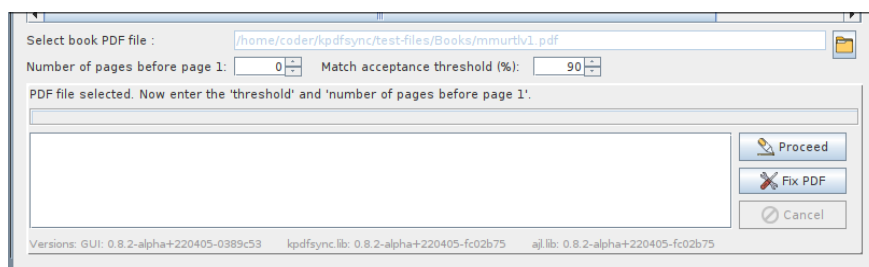 Select book PDF file :
/home/coder/kpdfsync/test-files/Books/mmurtlv1.pdf
Number of pages before page 1: 0 Match acceptance threshold (%): 90
PDF file selected. Now enter the 'threshold' and 'number of pages before page 1'.
Proceed
Fix PDF
Cancel
Versions: GUI: 0.8.2-alpha+220405-0389c53 kpdfsync.lib: 0.8.2-alpha+220405-fc02b75 ajl.lib: 0.8.2-alpha+220405-fc02b75